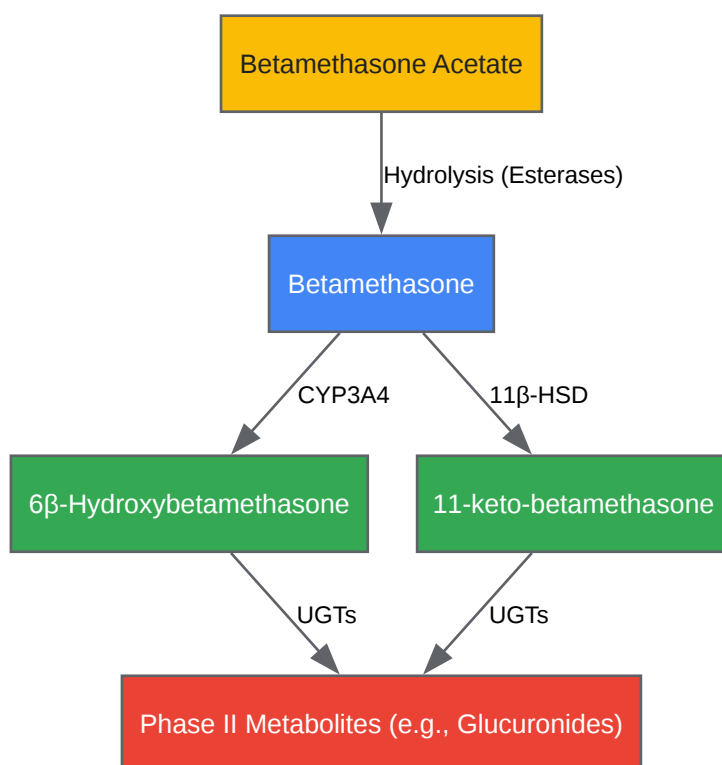 Betamethasone Acetate
Hydrolysis (Esterases)
Betamethasone
CYP3A4
11β-HSD
6β-Hydroxybetamethasone
11-keto-betamethasone
UGTs
UGTs
Phase II Metabolites (e.g., Glucuronides)